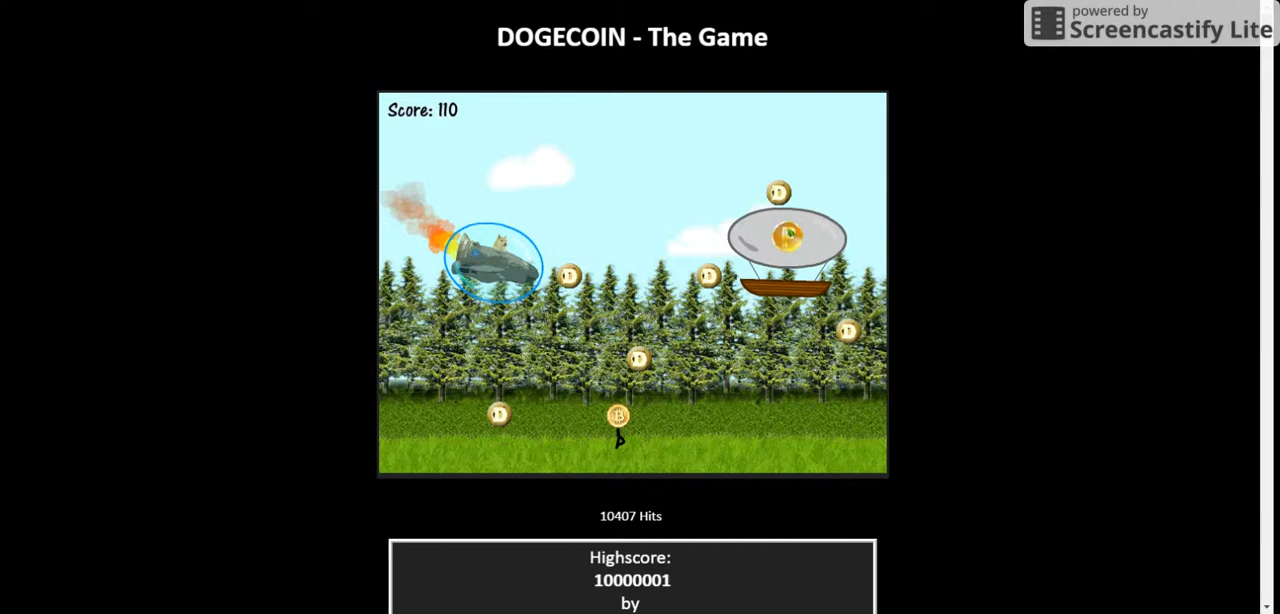 powered by
Screencastify Lite
DOGECOIN - The Game
Score: 110
10407 Hits
Highscore:
10000001
by